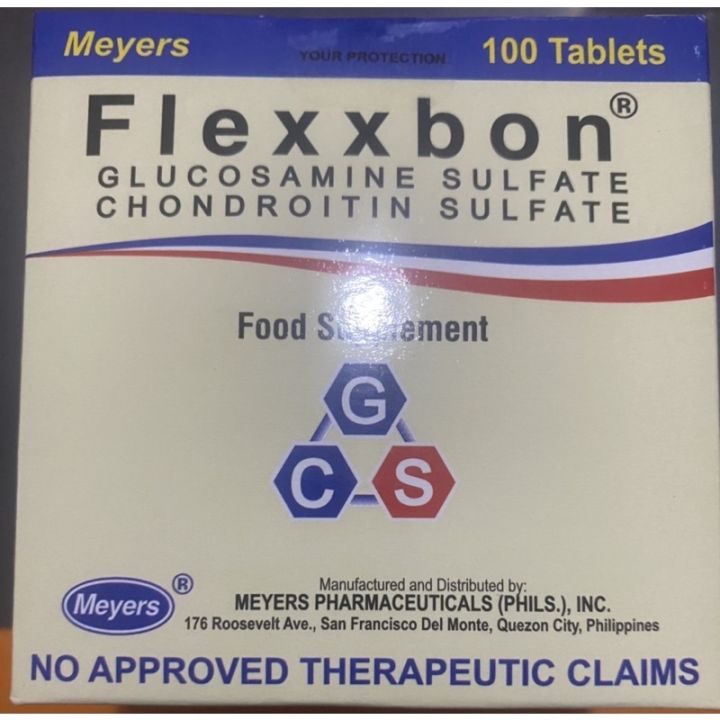 Meyers YOUR PROTECTION 100 Tablets
Flexxbon®
GLUCOSAMINE SULFATE
CHONDROITIN SULFATE
Food Supplement
G
C S
Meyers®
Manufactured and Distributed by:
MEYERS PHARMACEUTICALS (PHILS.), INC.
176 Roosevelt Ave., San Francisco Del Monte, Quezon City, Philippines
NO APPROVED THERAPEUTIC CLAIMS